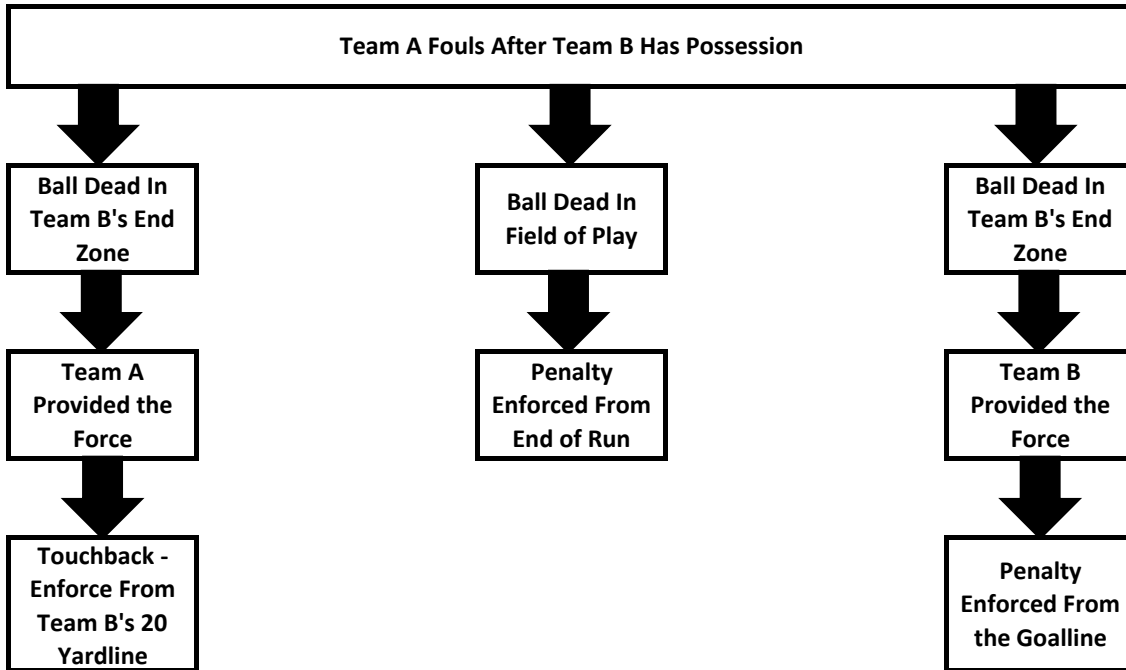 Team A Fouls After Team B Has Possession
Ball Dead In
Team B's End
Zone
Team A
Provided the
Force
Touchback -
Enforce From
Team B's 20
Yardline
Ball Dead In
Field of Play
Penalty
Enforced From
End of Run
Ball Dead In
Team B's End
Zone
Team B
Provided the
Force
Penalty
Enforced From
the Goalline